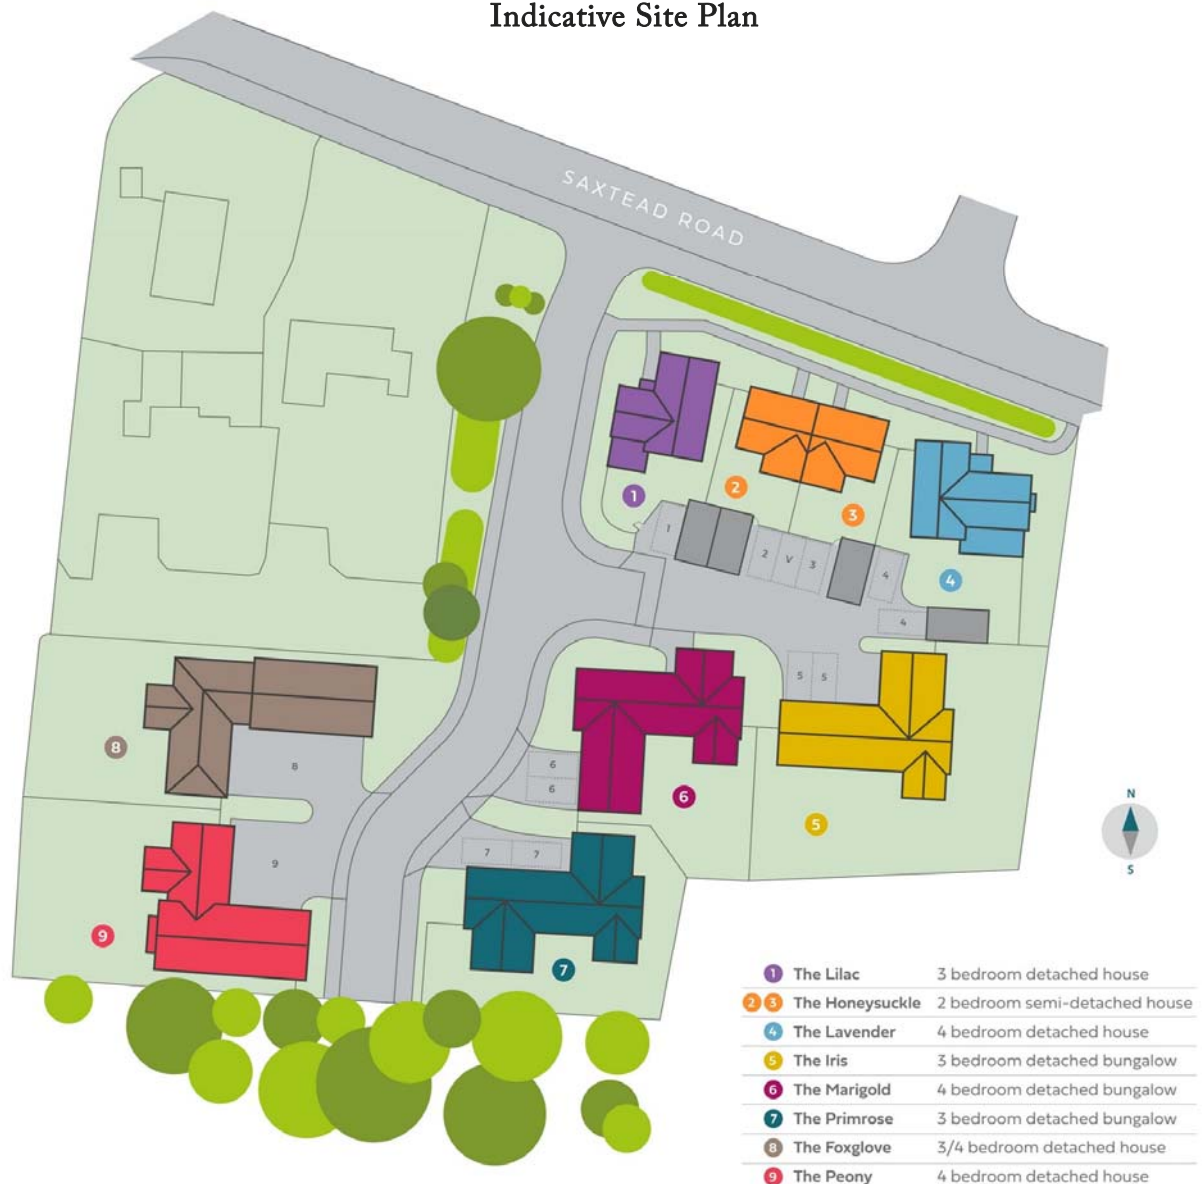 Indicative Site Plan
SAXTEAD ROAD
1
2
3
4
1
2
V
3
4
4
5
5
8
8
6
6
6
5
9
9
7
7
7
N
S
1 The Lilac 3 bedroom detached house
2 3 The Honeysuckle 2 bedroom semi-detached house
4 The Lavender 4 bedroom detached house
5 The Iris 3 bedroom detached bungalow
6 The Marigold 4 bedroom detached bungalow
7 The Primrose 3 bedroom detached bungalow
8 The Foxglove 3/4 bedroom detached house
9 The Peony 4 bedroom detached house